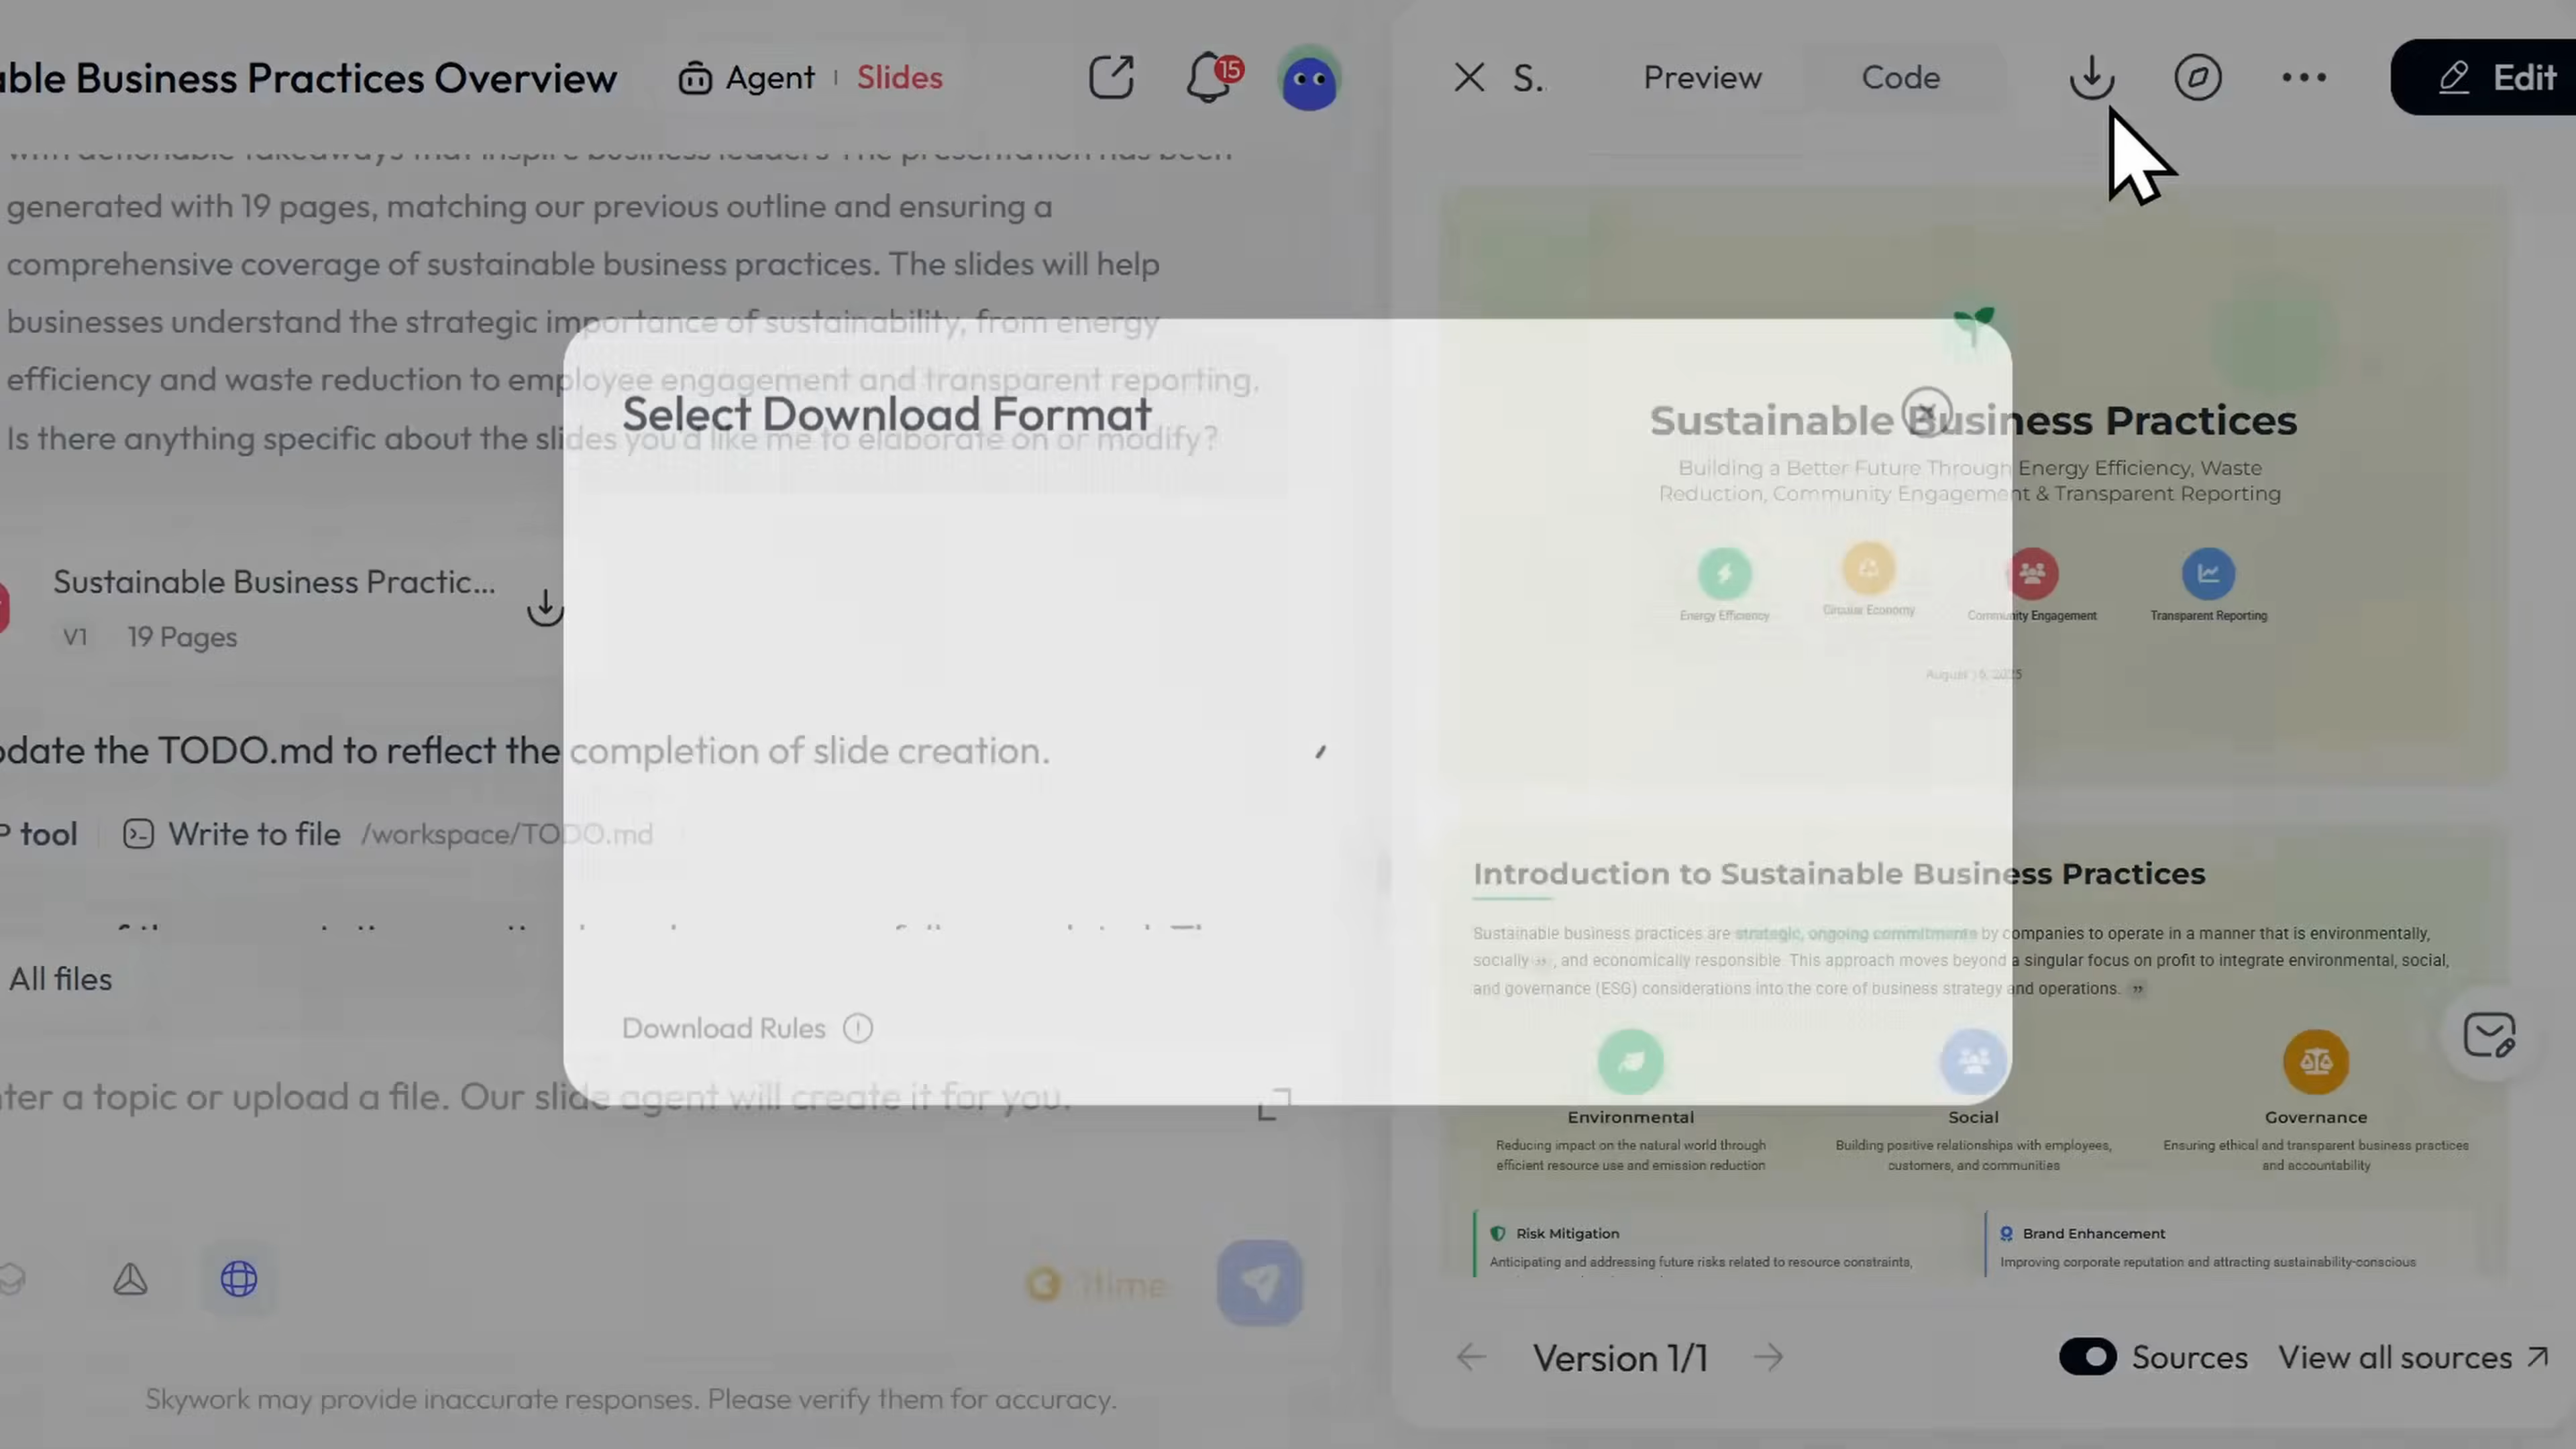 able Business Practices Overview
Agent
Slides
15
S..
Preview
Code
Edit
with actionable takeaways that inspire business leaders The presentation has been
generated with 19 pages, matching our previous outline and ensuring a
comprehensive coverage of sustainable business practices. The slides will help
businesses understand the strategic importance of sustainability, from energy
efficiency and waste reduction to employee engagement and transparent reporting.
Is there anything specific about the slides you'd like me to elaborate on or modify?
Select Download Format
Sustainable Business Practic...
V1 19 Pages
pdate the TODO.md to reflect the completion of slide creation.
P tool
Write to file /workspace/TODO.md
All files
Download Rules
nter a topic or upload a file. Our slide agent will create it for you.
Skywork may provide inaccurate responses. Please verify them for accuracy.
Sustainable Business Practices
Building a Better Future Through Energy Efficiency, Waste
Reduction, Community Engagement & Transparent Reporting
Energy Efficiency
Circular Economy
Community Engagement
Transparent Reporting
Introduction to Sustainable Business Practices
Sustainable business practices are strategic, ongoing commitments by companies to operate in a manner that is environmentally,
socially ”, and economically responsible. This approach moves beyond a singular focus on profit to integrate environmental, social,
and governance (ESG) considerations into the core of business strategy and operations. ”
Environmental
Reducing impact on the natural world through
efficient resource use and emission reduction
Social
Building positive relationships with employees,
customers, and communities
Governance
Ensuring ethical and transparent business practices
and accountability
Risk Mitigation
Anticipating and addressing future risks related to resource constraints,
Brand Enhancement
Improving corporate reputation and attracting sustainability-conscious
Version 1/1
Sources
View all sources